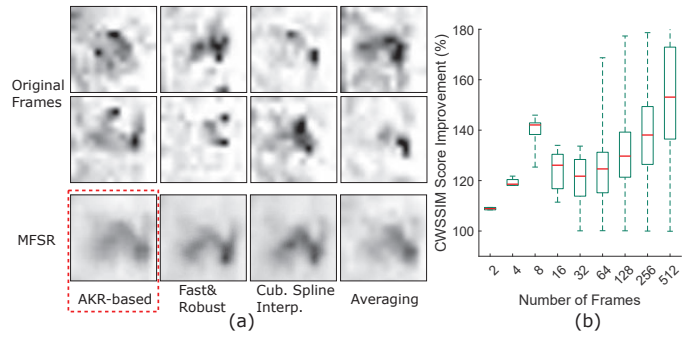 Original
Frames
MFSR
AKR-based
Fast&
Robust
Cub. Spline
Interp.
Averaging
(a)
CWSSIM Score Improvement (%)
180
160
140
120
100
2
4
8
16
32
64
128
256
512
Number of Frames
(b)